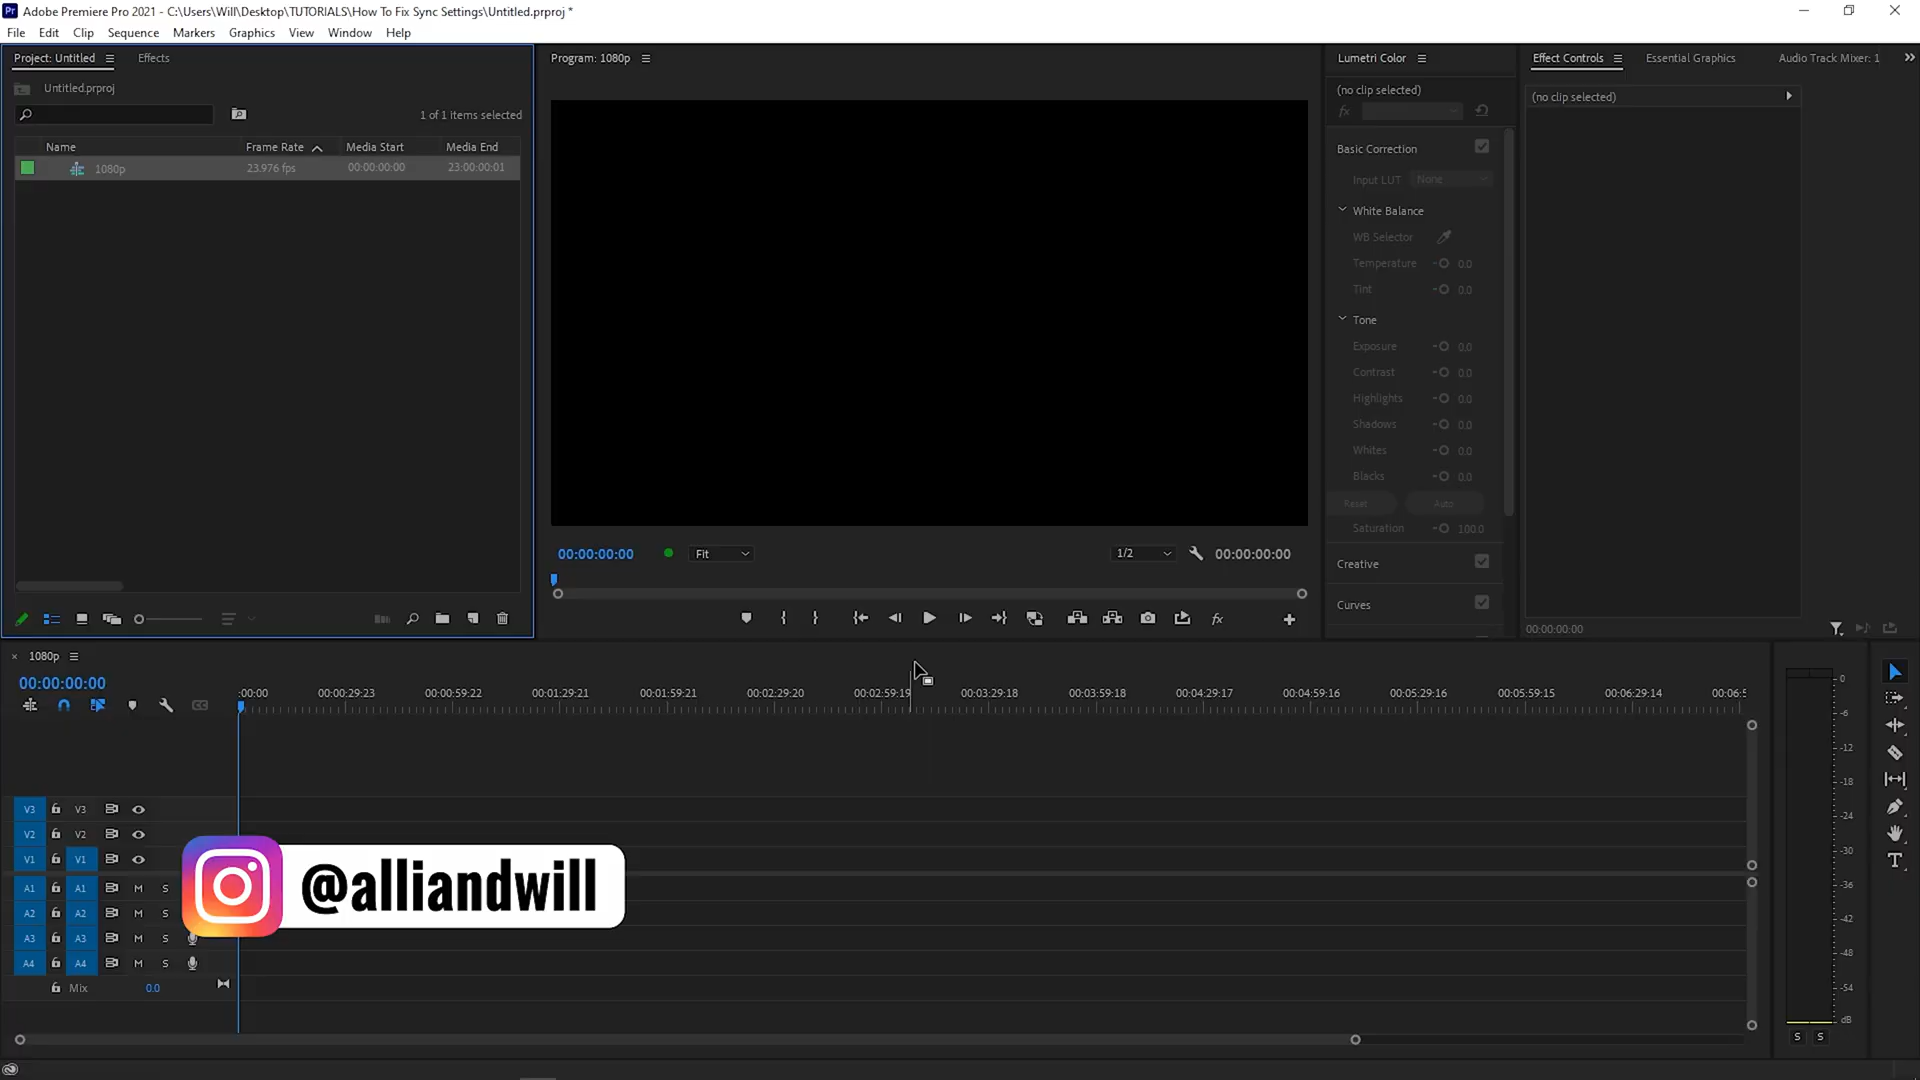 Pr Adobe Premiere Pro 2021 - C:\Users\Will\Desktop\TUTORIALS\How To Fix Sync Settings\Untitled.prproj *
File Edit Clip Sequence Markers Graphics View Window Help
Project: Untitled Effects
Untitled.prproj
1 of 1 items selected
Name Frame Rate Media Start Media End
1080p 23.976 fps 00:00:00:00 23:00:00:01
Program: 1080p
00:00:00:00 Fit 1/2 00:00:00:00
fx
Lumetri Color
(no clip selected)
fx
Basic Correction
Input LUT None
White Balance
WB Selector
Temperature 0.0
Tint 0.0
Tone
Exposure 0.0
Contrast 0.0
Highlights 0.0
Shadows 0.0
Whites 0.0
Blacks 0.0
Reset Auto
Saturation 100.0
Creative
Curves
Effect Controls Essential Graphics Audio Track Mixer: 1
(no clip selected)
00:00:00:00
1080p
00:00:00:00
:00:00 00:00:29:23 00:00:59:22 00:01:29:21 00:01:59:21 00:02:29:20 00:02:59:19 00:03:29:18 00:03:59:18 00:04:29:17 00:04:59:16 00:05:29:16 00:05:59:15 00:06:29:14 00:06:5
CC
V3 V3
V2 V2
V1 V1
A1 A1 M S
A2 A2 M S
A3 A3 M S
A4 A4 M S
Mix 0.0
@alliandwill
0
-6
-12
-18
-24
-30
-36
-42
-48
-54
dB
S S
T